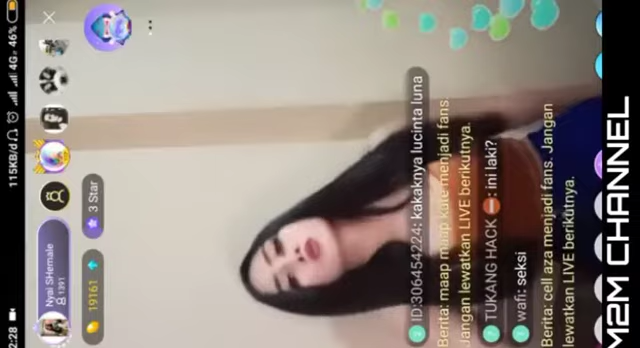 2:28
115KB/d
4G
46%
Nyai SHemale
1391
19161
3 Star
ID:306454224: kakaknya lucinta luna
Berita: maap maap kate menjadi fans.
Jangan lewatkan LIVE berikutnya.
TUKANG HACK ⛔: ini laki?
wafi: seksi
Berita: cell aza menjadi fans. Jangan
lewatkan LIVE berikutnya.
M2M CHANNEL